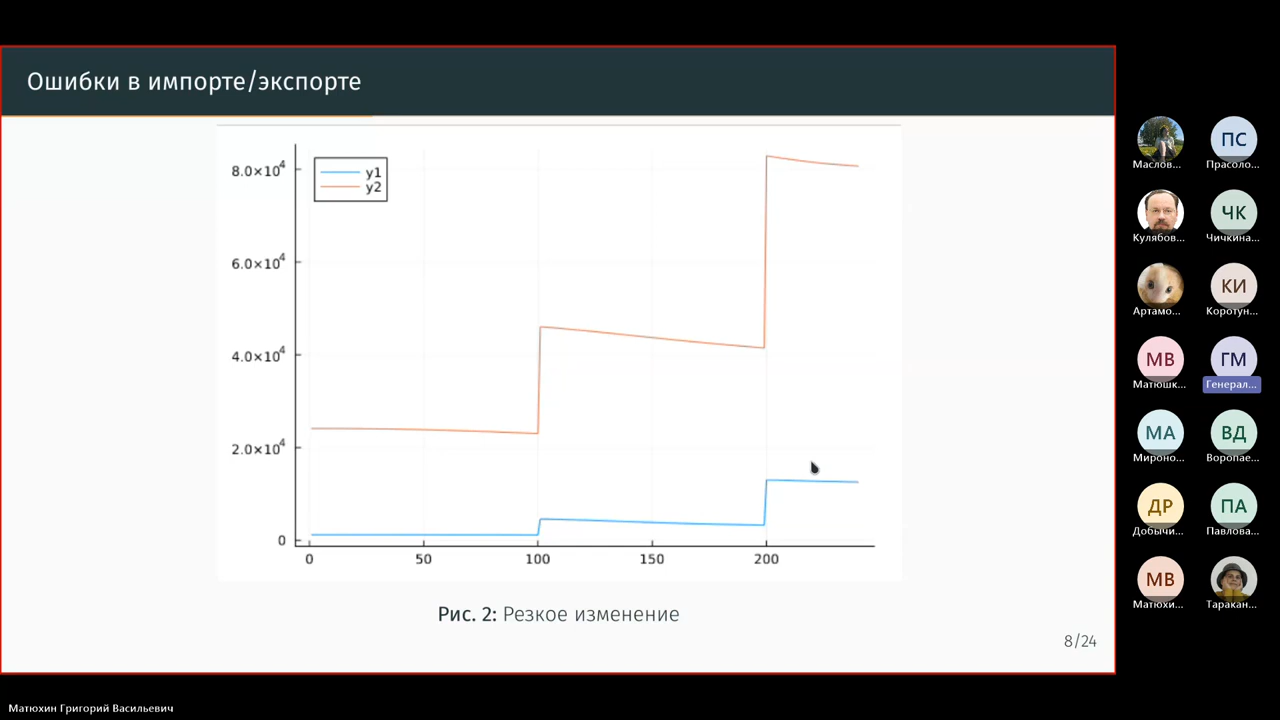 Ошибки в импорте/экспорте
8.0×10⁴
6.0×10⁴
4.0×10⁴
2.0×10⁴
0
y1
y2
0 50 100 150 200
Рис. 2: Резкое изменение
8/24
Маслов... ПС Прасоло...
Кулябов... ЧК Чичкина...
Артамо... КИ Коротун...
МВ Матюшк... ГМ Генерал...
МА Мироно... ВД Воропае...
ДР Добычи... ПА Павлова...
МВ Матюхи... Таракан...
Матюхин Григорий Васильевич